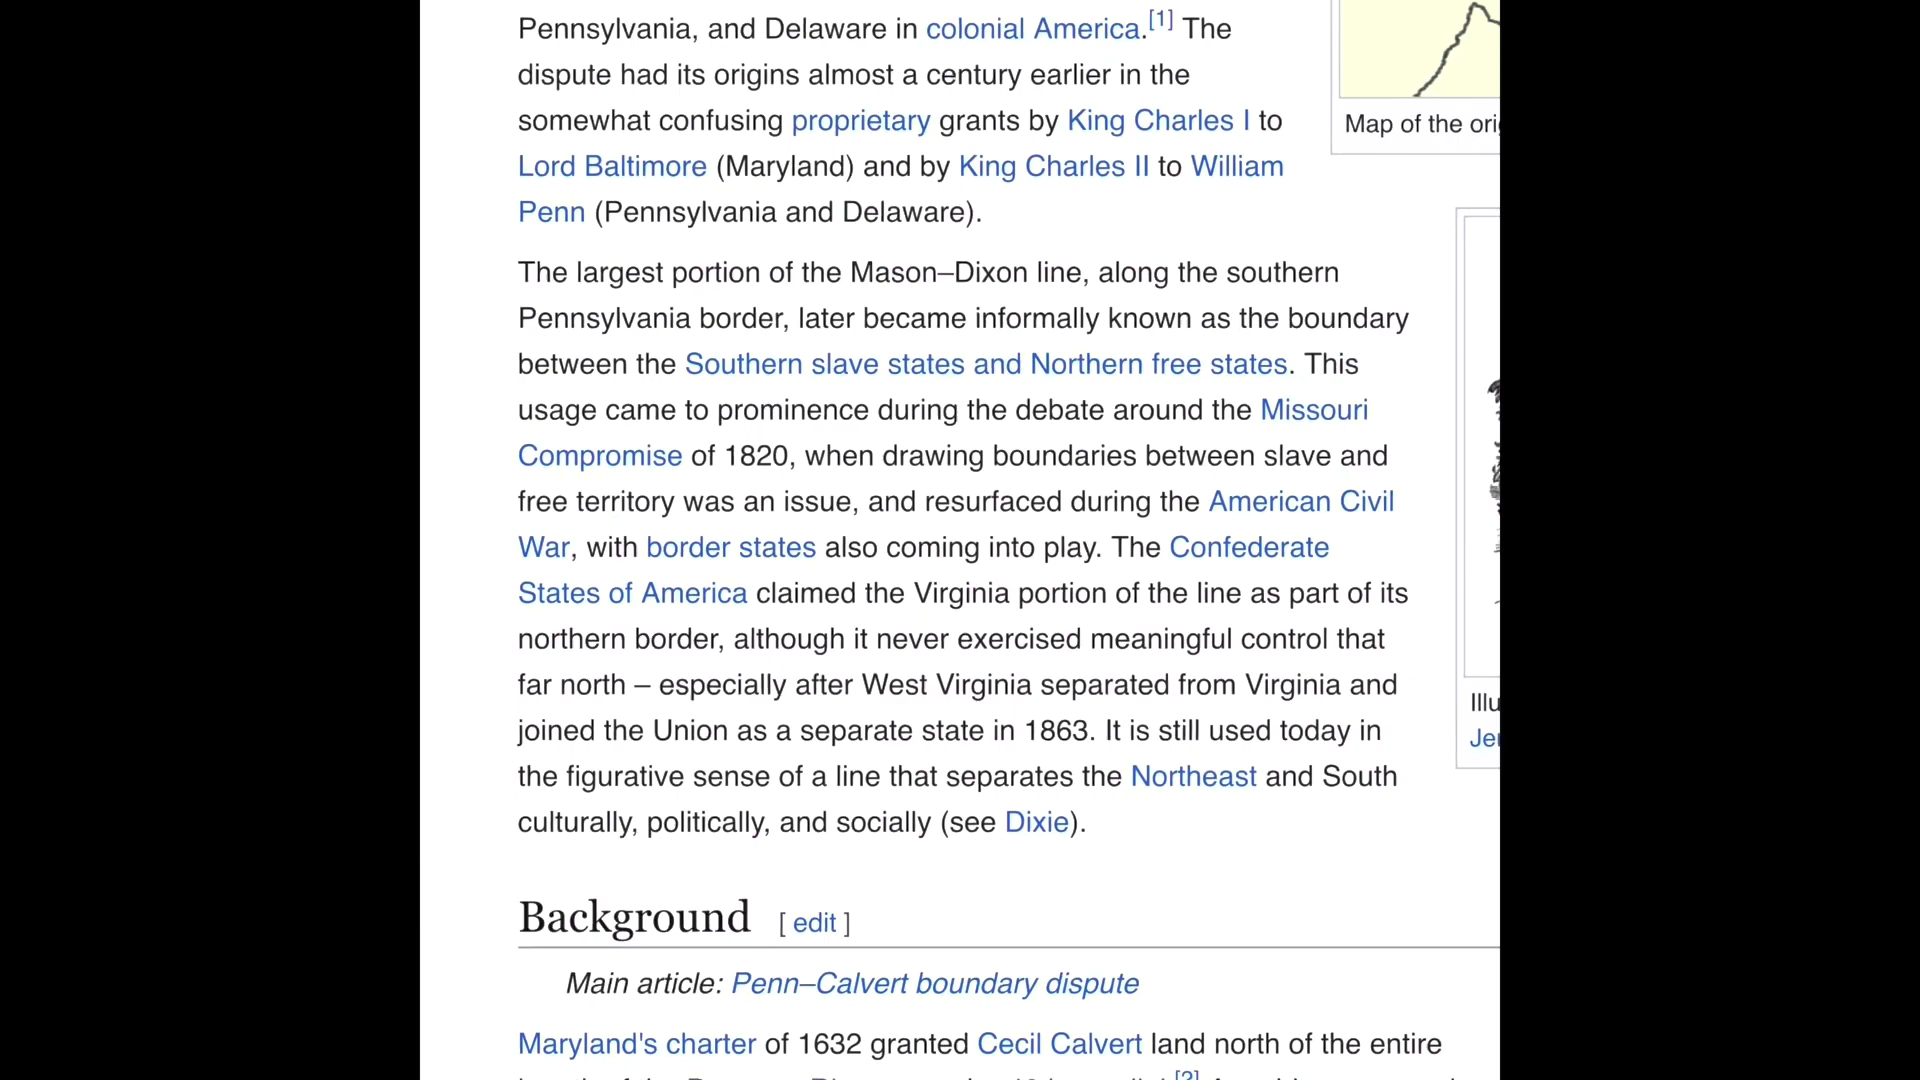 Pennsylvania, and Delaware in colonial America.[1] The
dispute had its origins almost a century earlier in the
somewhat confusing proprietary grants by King Charles I to
Lord Baltimore (Maryland) and by King Charles II to William
Penn (Pennsylvania and Delaware).
Map of the ori
The largest portion of the Mason–Dixon line, along the southern
Pennsylvania border, later became informally known as the boundary
between the Southern slave states and Northern free states. This
usage came to prominence during the debate around the Missouri
Compromise of 1820, when drawing boundaries between slave and
free territory was an issue, and resurfaced during the American Civil
War, with border states also coming into play. The Confederate
States of America claimed the Virginia portion of the line as part of its
northern border, although it never exercised meaningful control that
far north – especially after West Virginia separated from Virginia and
joined the Union as a separate state in 1863. It is still used today in
the figurative sense of a line that separates the Northeast and South
culturally, politically, and socially (see Dixie).
Illu
Je
Background [ edit ]
Main article: Penn–Calvert boundary dispute
Maryland's charter of 1632 granted Cecil Calvert land north of the entire
[2]